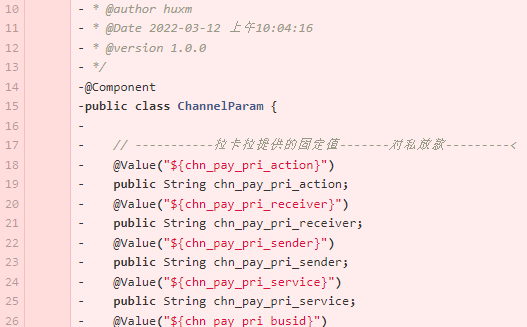 10 - * @author huxm
11 - * @Date 2022-03-12 上午10:04:16
12 - * @version 1.0.0
13 - */
14 -@Component
15 -public class ChannelParam {
16 -
17 - // -----------拉卡拉提供的固定值-------对私放款---------<
18 - @Value("${chn_pay_pri_action}")
19 - public String chn_pay_pri_action;
20 - @Value("${chn_pay_pri_receiver}")
21 - public String chn_pay_pri_receiver;
22 - @Value("${chn_pay_pri_sender}")
23 - public String chn_pay_pri_sender;
24 - @Value("${chn_pay_pri_service}")
25 - public String chn_pay_pri_service;
26 - @Value("${chn_pay_pri_busid}")